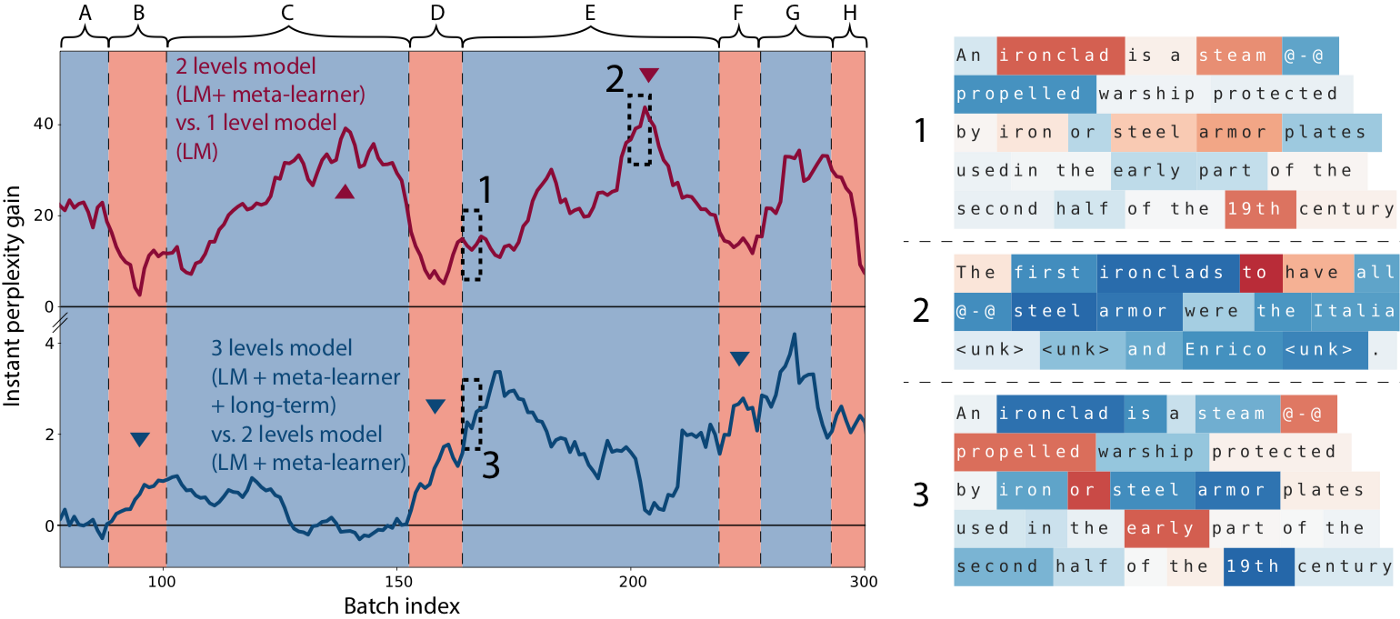 A B C D E F G H
Instant perplexity gain
40
20
0
4
2
0
2 levels model
(LM+ meta-learner)
vs. 1 level model
(LM)
1
2
3 levels model
(LM + meta-learner
+ long-term)
vs. 2 levels model
(LM + meta-learner)
3
100 150 200 300
Batch index
1
An ironclad is a steam @-@
propelled warship protected
by iron or steel armor plates
usedin the early part of the
second half of the 19th century
2
The first ironclads to have all
@-@ steel armor were the Italia
<unk> <unk> and Enrico <unk> .
3
An ironclad is a steam @-@
propelled warship protected
by iron or steel armor plates
used in the early part of the
second half of the 19th century